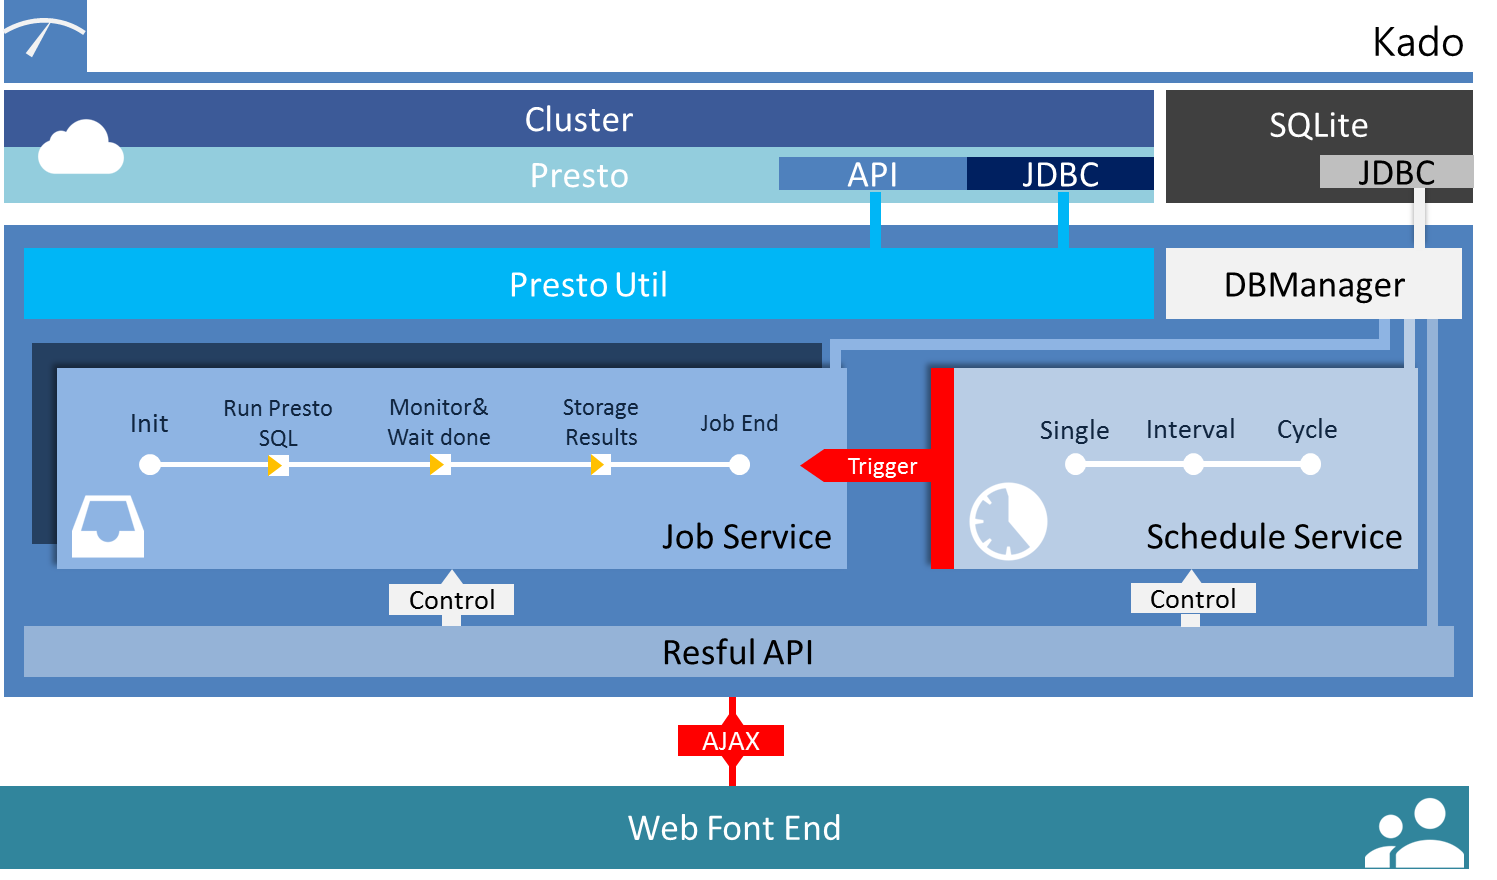 Kado
Cluster
SQLite
Presto
API
JDBC
JDBC
Presto Util
DBManager
Init
Run Presto
SQL
Monitor&
Wait done
Storage
Results
Job End
Trigger
Single
Interval
Cycle
Job Service
Schedule Service
Control
Control
Resful API
AJAX
Web Font End